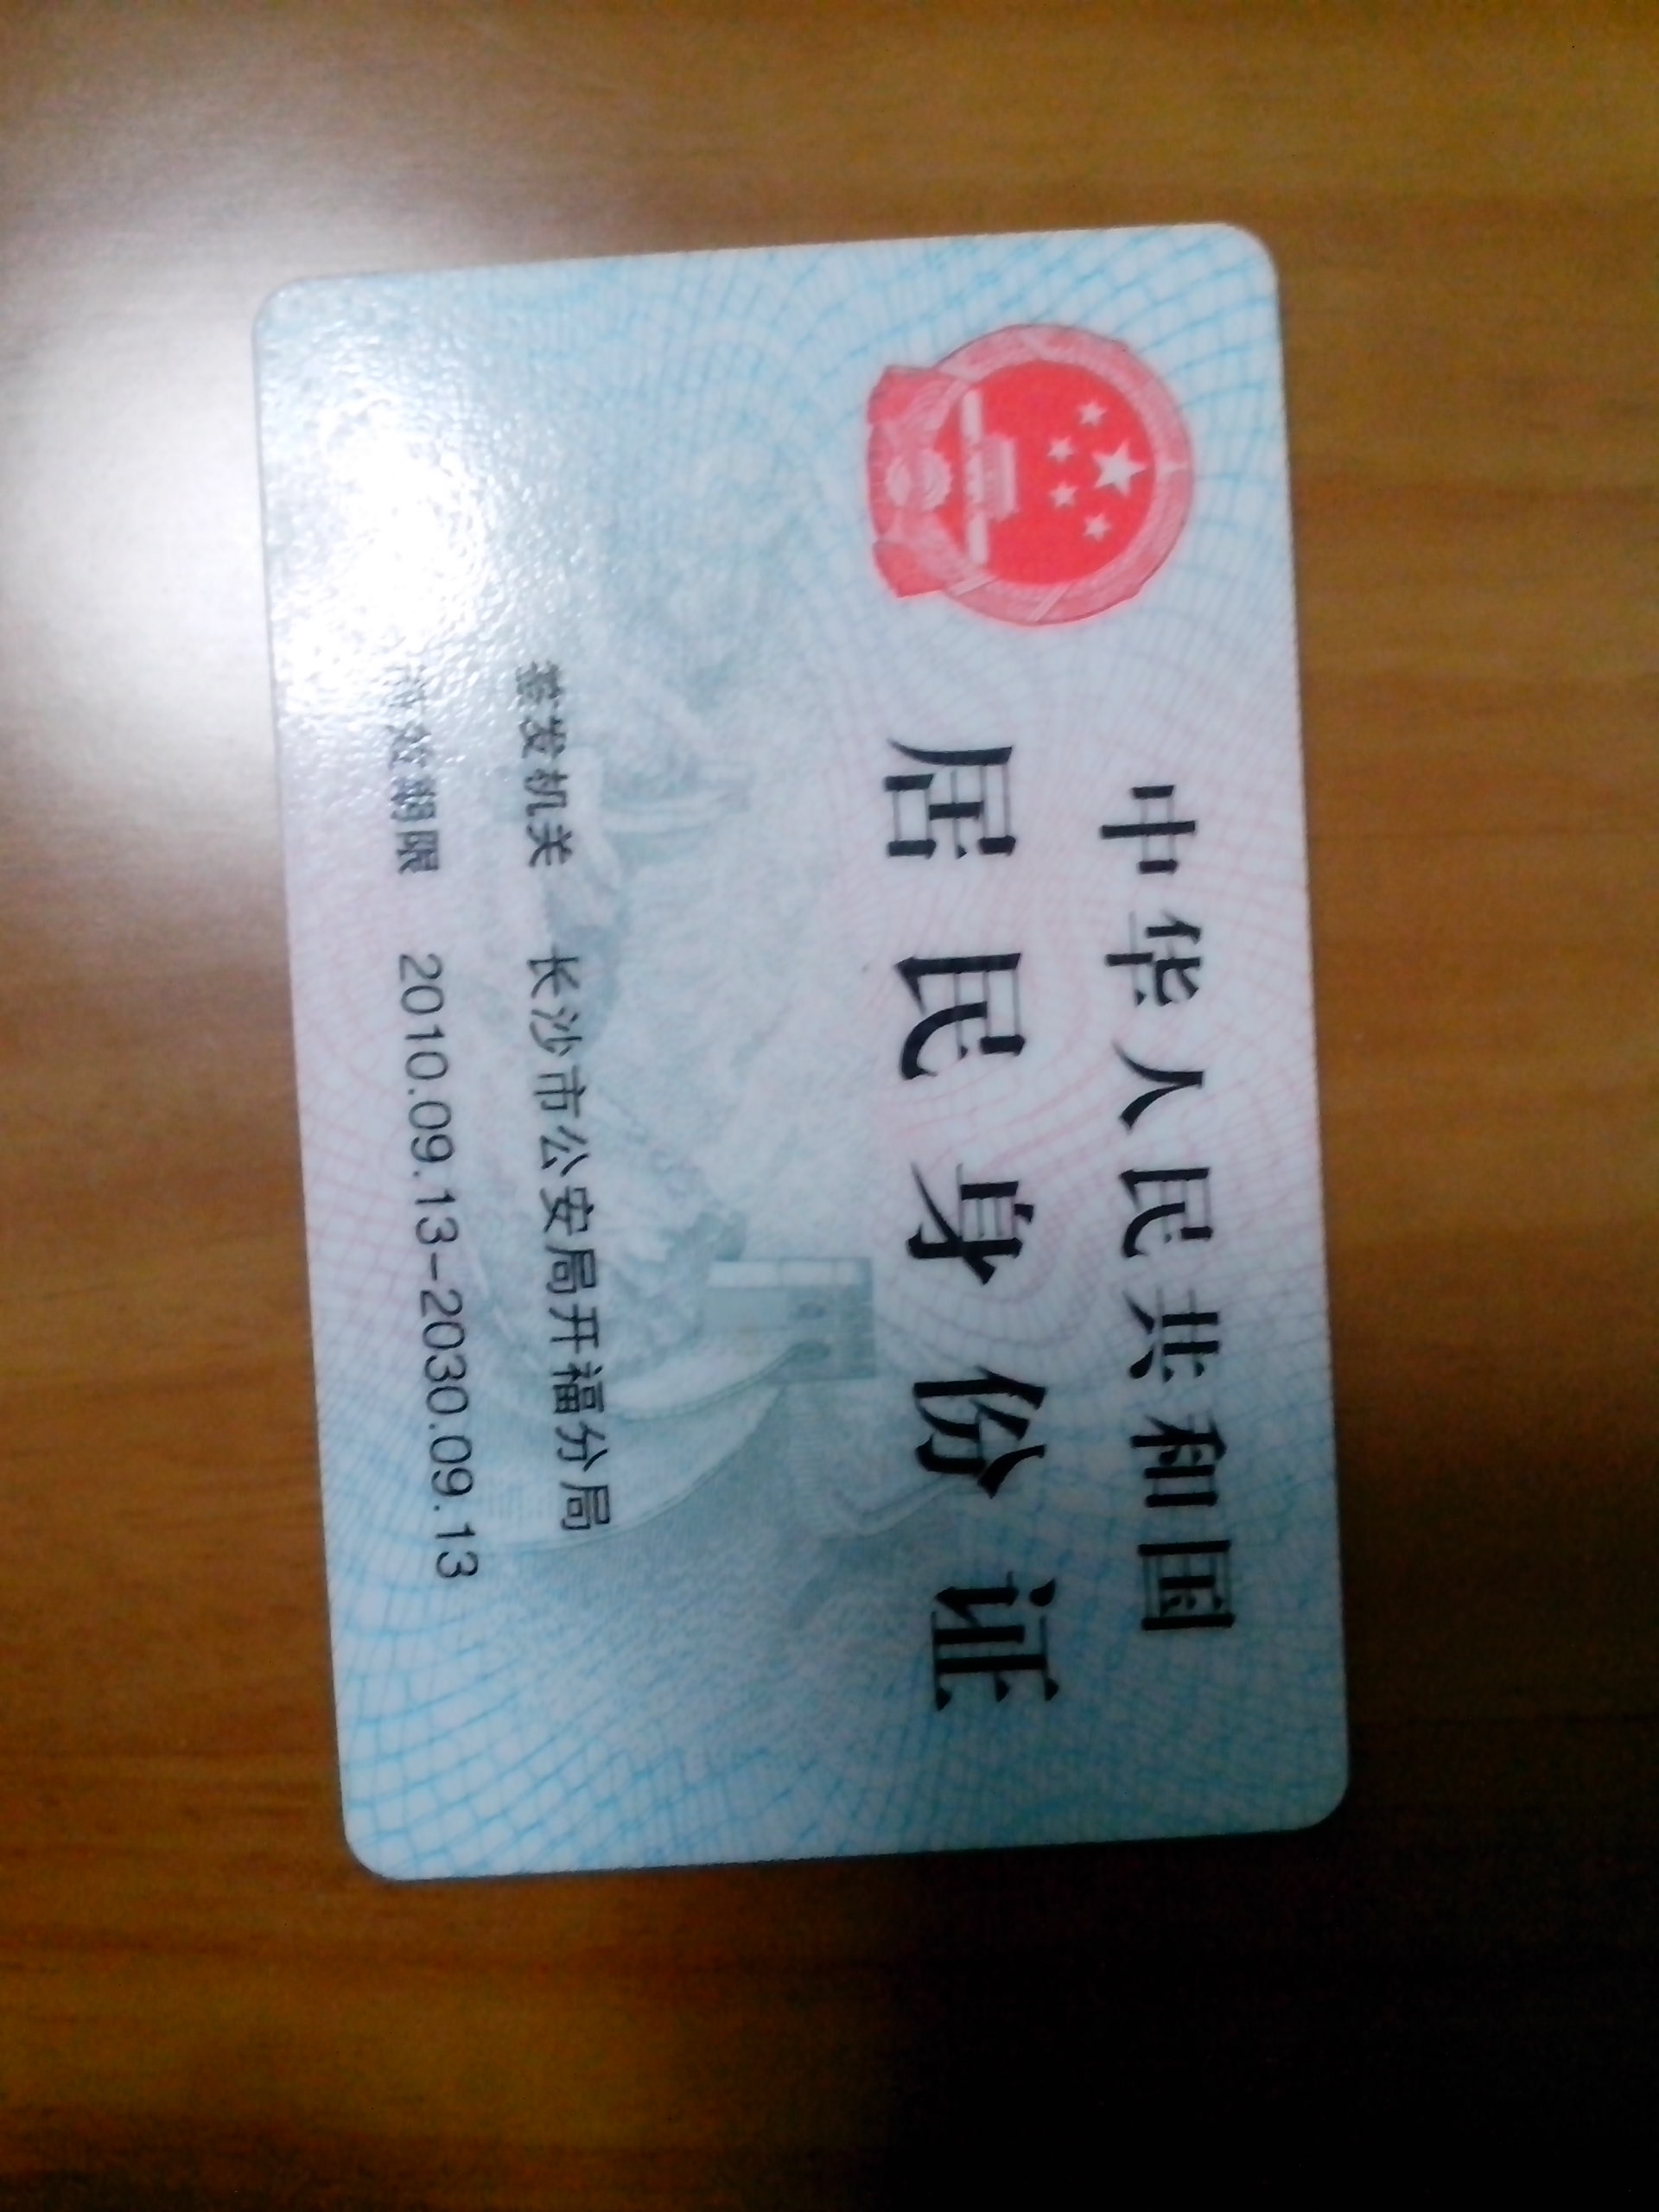 中华人民共和国
居民身份证
签发机关 长沙市公安局开福分局
有效期限 2010.09.13-2030.09.13